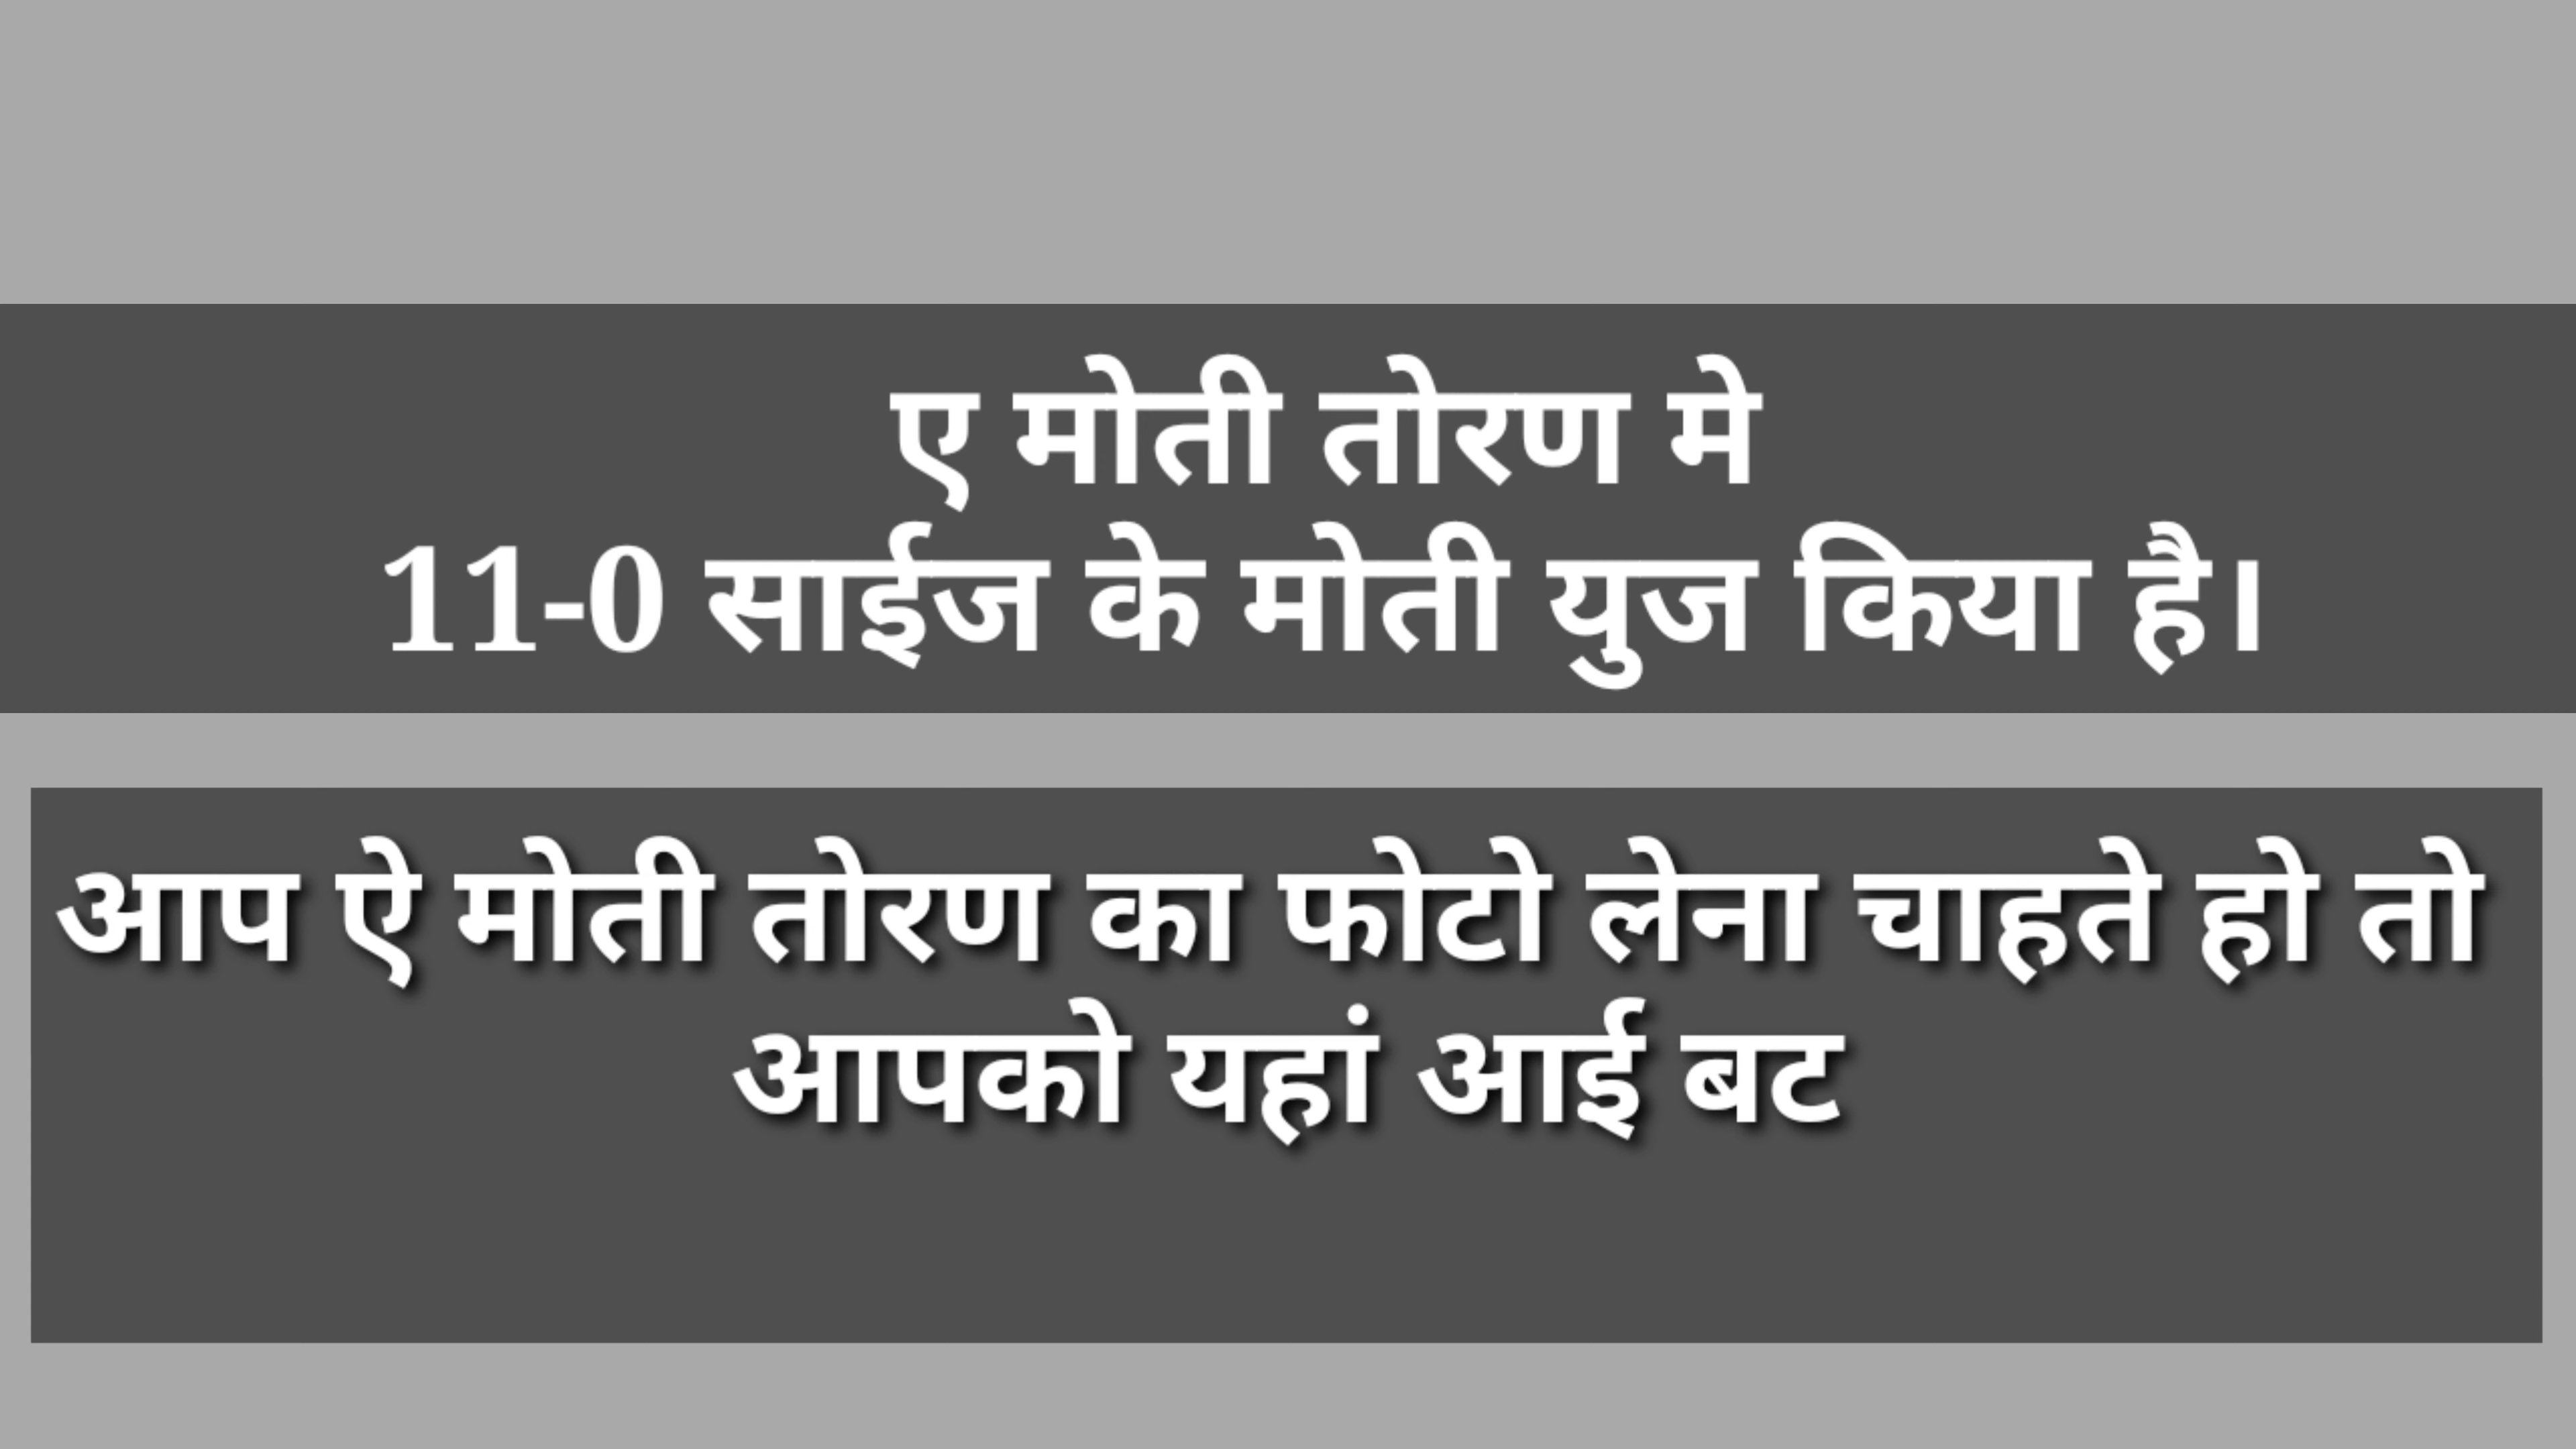 ए मोती तोरण मे
11-0 साईज के मोती युज किया है।
आप ऐ मोती तोरण का फोटो लेना चाहते हो तो
आपको यहां आई बट